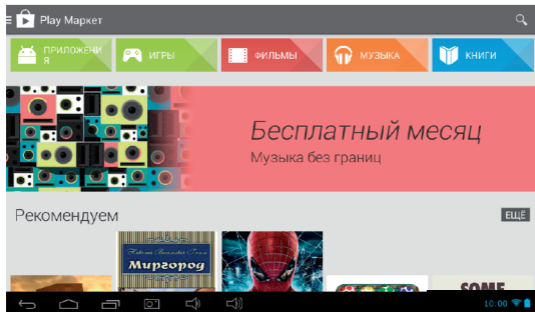 Play Маркет
ПРИЛОЖЕНИ
Я
ИГРЫ
ФИЛЬМЫ
МУЗЫКА
КНИГИ
Бесплатный месяц
Музыка без границ
Рекомендуем
ЕЩЁ
Миргород
SOME
10:00